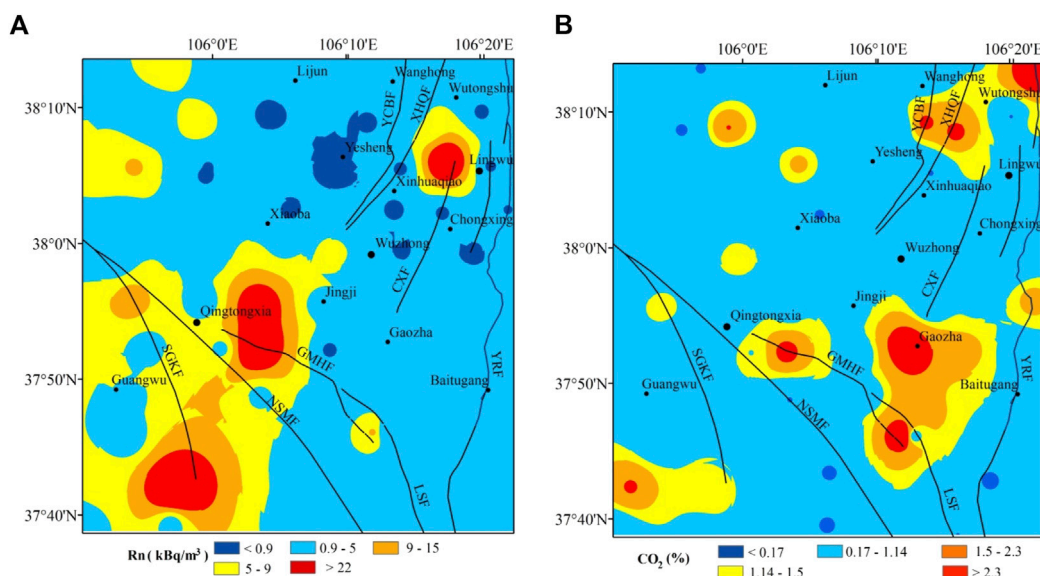 A
106°0'E 106°10'E 106°20'E
38°10'N
38°0'N
37°50'N
37°40'N
Lijun
Wanghong
Wutongshu
YCBF
XHQF
Yesheng
Lingwu
Xinhuaqiao
Xiaoba
Chongxing
Wuzhong
CXF
Jingji
Qingtongxia
Gaozha
SGKF
GMHF
YRF
Guangwu
Baitugang
NSMF
LSF
Rn ( kBq/m³ )
< 0.9 0.9 - 5 9 - 15
5 - 9 > 22
B
106°0'E 106°10'E 106°20'E
38°10'N
38°0'N
37°50'N
37°40'N
Lijun
Wanghong
Wutongshu
YCBF
XHQF
Yesheng
Lingwu
Xinhuaqiao
Xiaoba
Chongxing
Wuzhong
CXF
Jingji
Qingtongxia
Gaozha
SGKF
GMHF
YRF
Guangwu
Baitugang
NSMF
LSF
CO₂ (%)
< 0.17 0.17 - 1.14 1.5 - 2.3
1.14 - 1.5 > 2.3